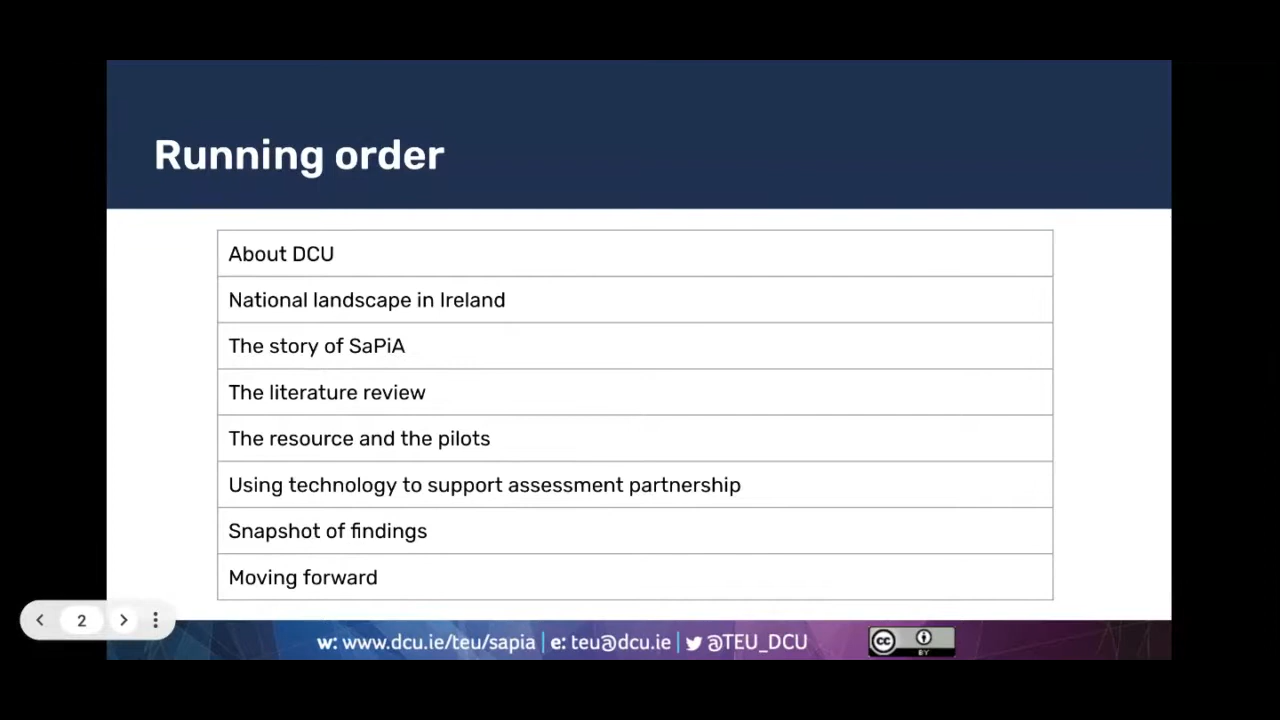 Running order
About DCU
National landscape in Ireland
The story of SaPiA
The literature review
The resource and the pilots
Using technology to support assessment partnership
Snapshot of findings
Moving forward
2
w: www.dcu.ie/teu/sapia | e: teu@dcu.ie | @TEU_DCU
cc
BY